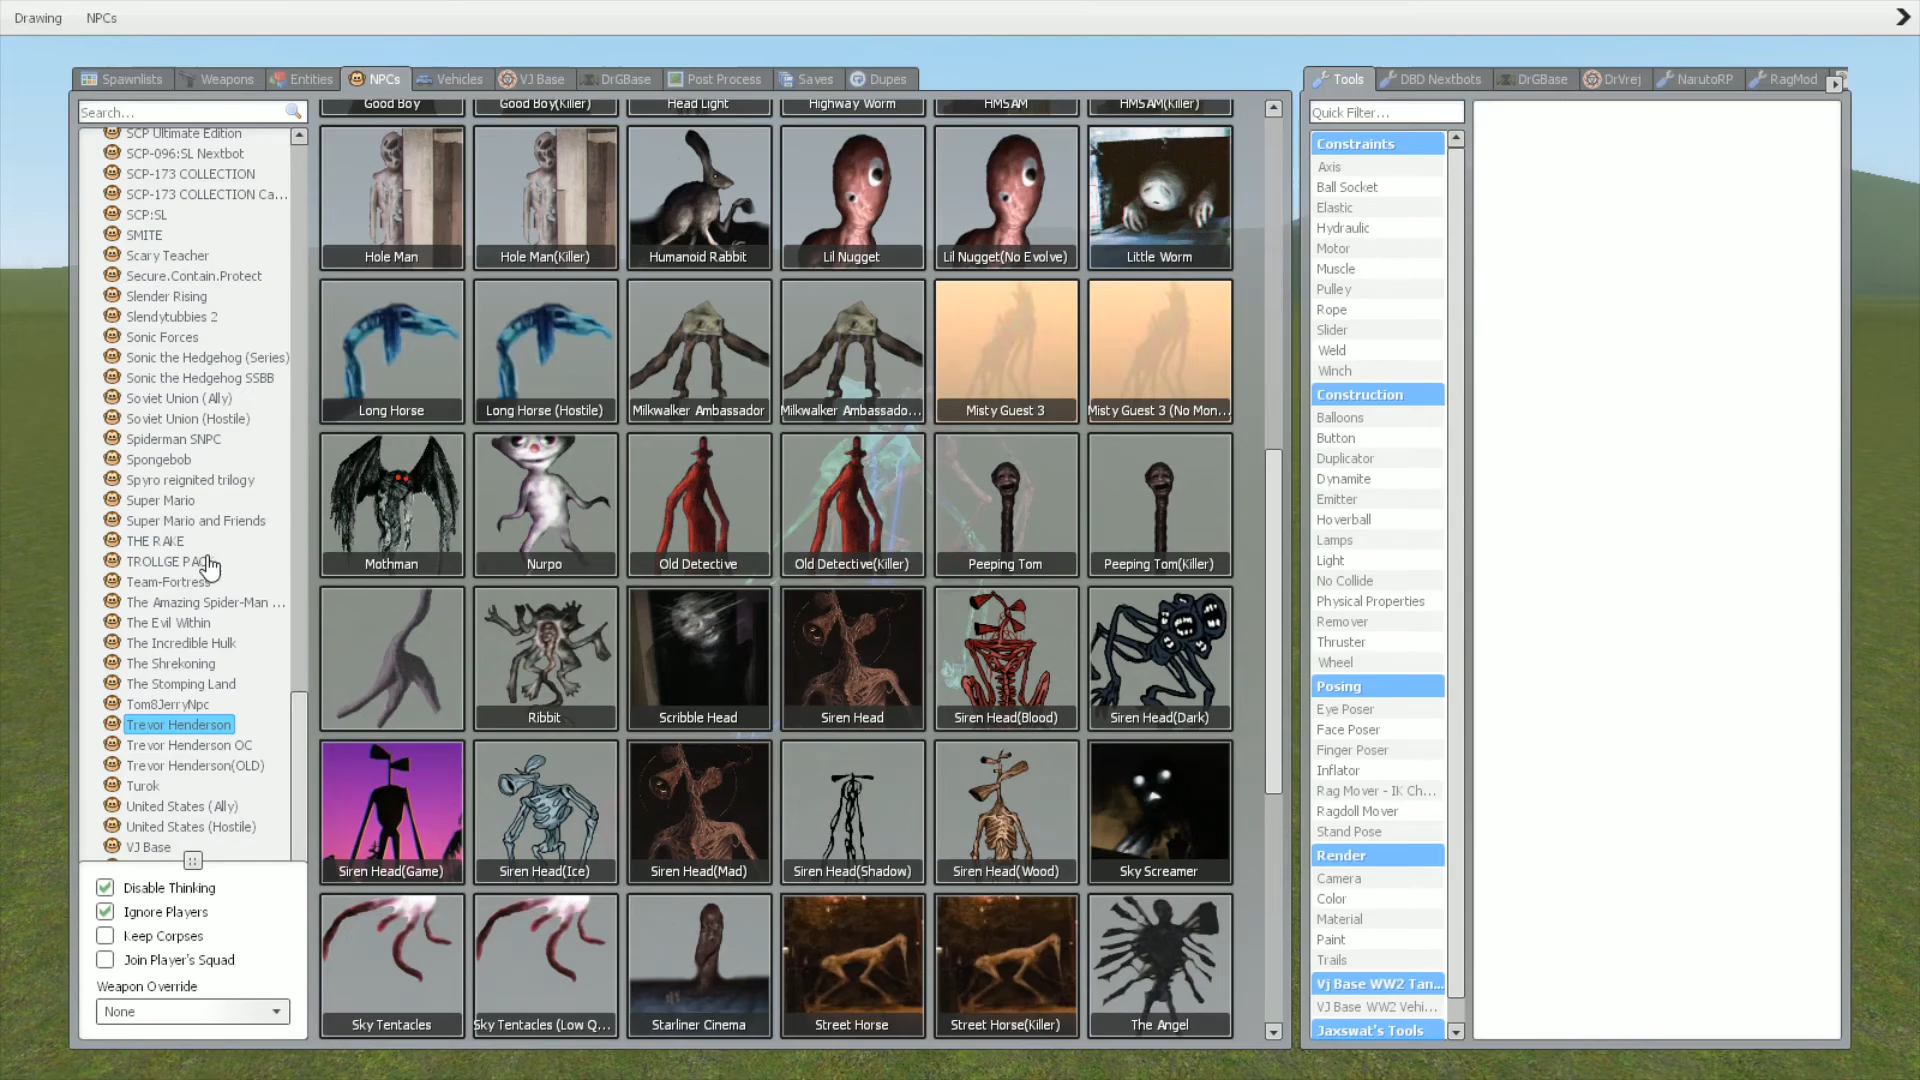 Drawing NPCs
Spawnlists Weapons Entities NPCs Vehicles VJ Base DrGBase Post Process Saves Dupes
Search...
SCP Ultimate Edition
SCP-096:SL Nextbot
SCP-173 COLLECTION
SCP-173 COLLECTION Ca...
SCP:SL
SMITE
Scary Teacher
Secure.Contain.Protect
Slender Rising
Slendytubbies 2
Sonic Forces
Sonic the Hedgehog (Series)
Sonic the Hedgehog SSBB
Soviet Union (Ally)
Soviet Union (Hostile)
Spiderman SNPC
Spongebob
Spyro reignited trilogy
Super Mario
Super Mario and Friends
THE RAKE
TROLLGE
Team-Fortress
The Amazing Spider-Man ...
The Evil Within
The Incredible Hulk
The Shrekoning
The Stomping Land
Tom8JerryNpc
Trevor Henderson
Trevor Henderson OC
Trevor Henderson(OLD)
Turok
United States (Ally)
United States (Hostile)
VJ Base
Disable Thinking
Ignore Players
Keep Corpses
Join Player's Squad
Weapon Override
None
Good Boy Good Boy(Killer) Head Light Highway Worm HMSAM HMSAM(Killer)
Hole Man Hole Man(Killer) Humanoid Rabbit Lil Nugget Lil Nugget(No Evolve) Little Worm
Long Horse Long Horse (Hostile) Milkwalker Ambassador Milkwalker Ambassado... Misty Guest 3 Misty Guest 3 (No Mon...
Mothman Nurpo Old Detective Old Detective(Killer) Peeping Tom Peeping Tom(Killer)
Ribbit Scribble Head Siren Head Siren Head(Blood) Siren Head(Dark)
Siren Head(Game) Siren Head(Ice) Siren Head(Mad) Siren Head(Shadow) Siren Head(Wood) Sky Screamer
Sky Tentacles Sky Tentacles (Low Q... Starliner Cinema Street Horse Street Horse(Killer) The Angel
Tools DBD Nextbots DrGBase DrVrej NarutoRP RagMod
Quick Filter...
Constraints
Axis
Ball Socket
Elastic
Hydraulic
Motor
Muscle
Pulley
Rope
Slider
Weld
Winch
Construction
Balloons
Button
Duplicator
Dynamite
Emitter
Hoverball
Lamps
Light
No Collide
Physical Properties
Remover
Thruster
Wheel
Posing
Eye Poser
Face Poser
Finger Poser
Inflator
Rag Mover - IK Ch...
Ragdoll Mover
Stand Pose
Render
Camera
Color
Material
Paint
Trails
Vj Base WW2 Tan...
VJ Base WW2 Vehi...
Jaxswat's Tools